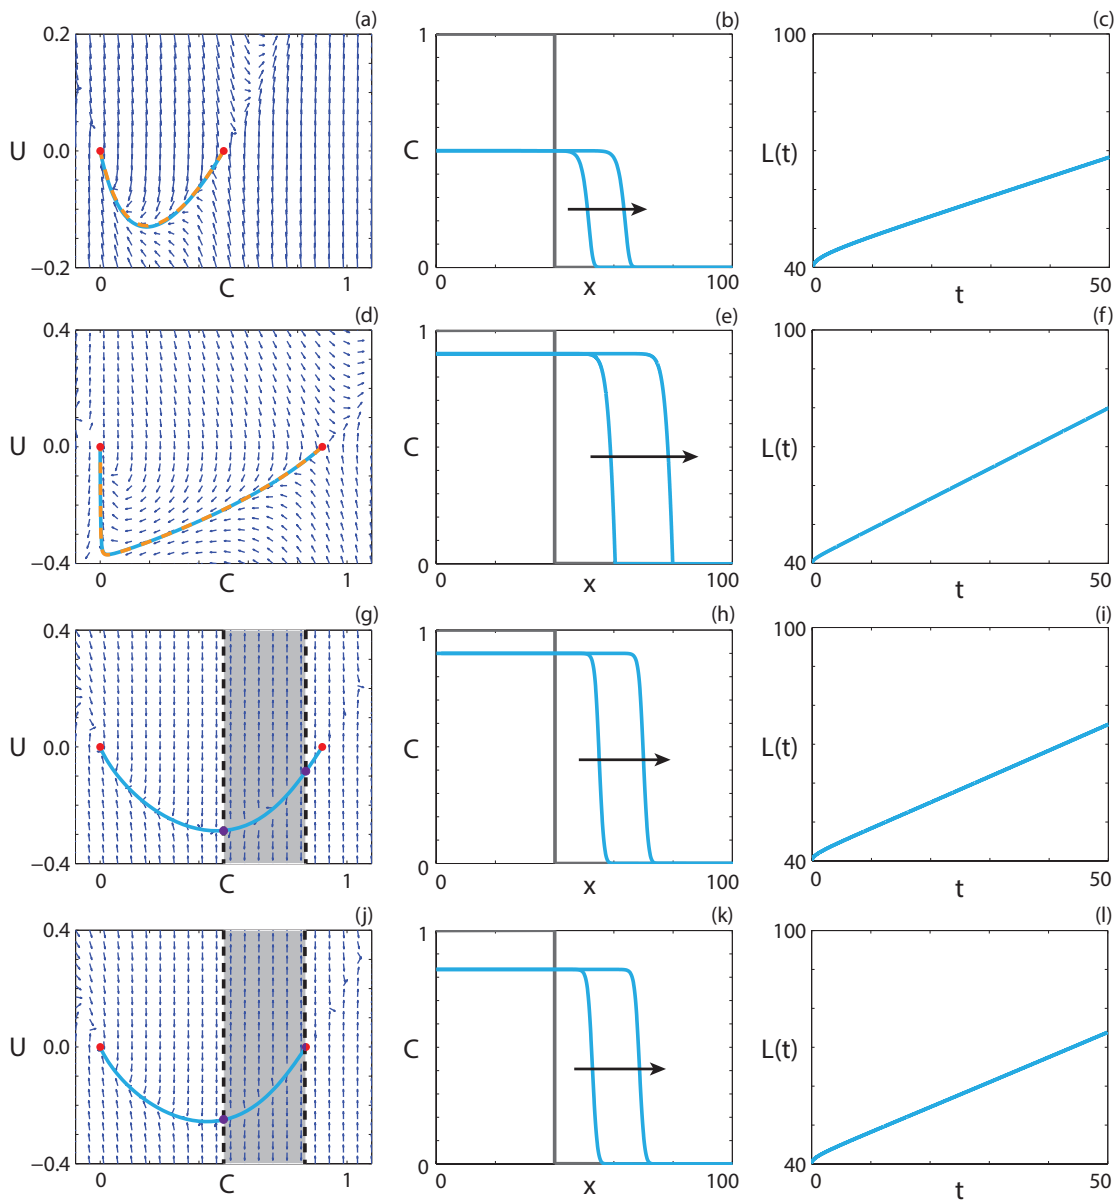 (a) (b) (c)
0.2 1 100
U 0.0 C L(t)
−0.2 0 40
0 C 1 0 x 100 0 t 50
(d) (e) (f)
0.4 1 100
U 0.0 C L(t)
−0.4 0 40
0 C 1 0 x 100 0 t 50
(g) (h) (i)
0.4 1 100
U 0.0 C L(t)
−0.4 0 40
0 C 1 0 x 100 0 t 50
(j) (k) (l)
0.4 1 100
U 0.0 C L(t)
−0.4 0 40
0 C 1 0 x 100 0 t 50